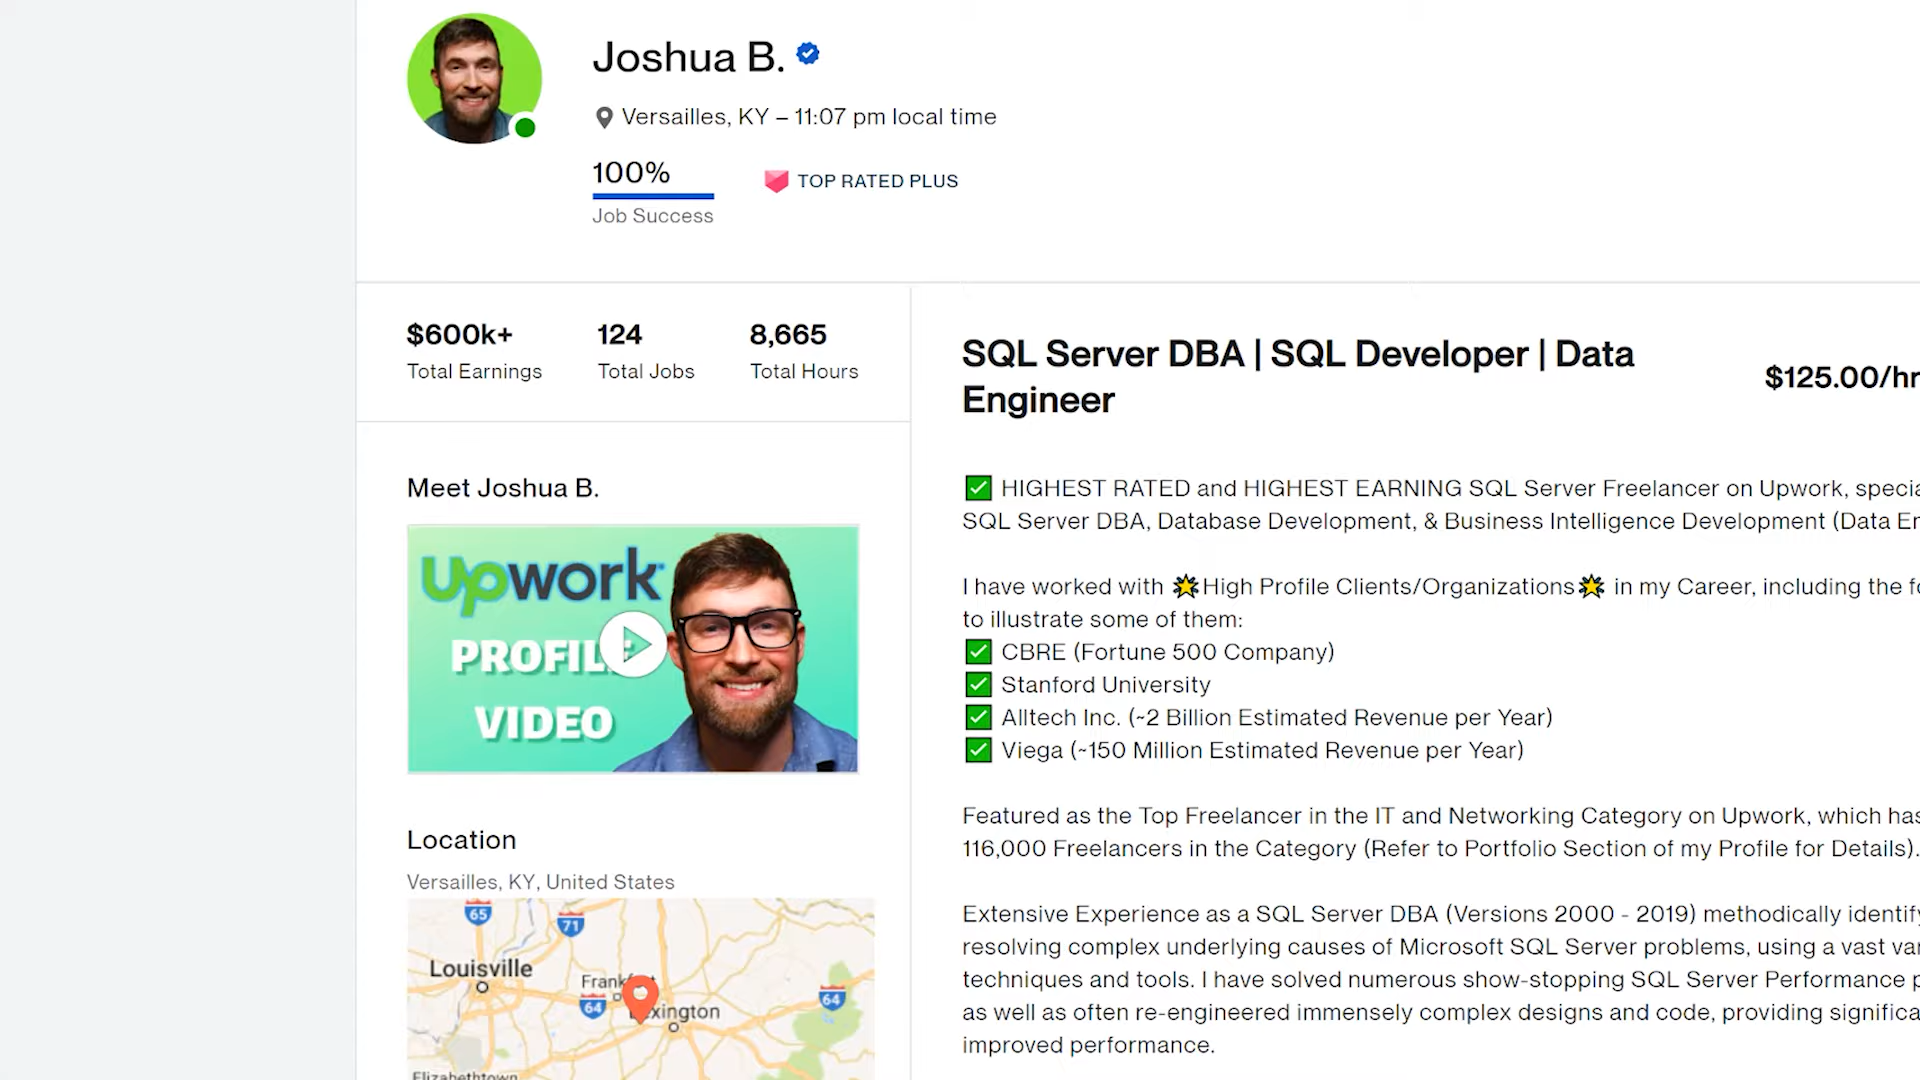 Joshua B.
Versailles, KY – 11:07 pm local time
100%
Job Success
TOP RATED PLUS
$600k+
Total Earnings
124
Total Jobs
8,665
Total Hours
Meet Joshua B.
Upwork
PROFILE
VIDEO
Location
Versailles, KY, United States
65
71
Louisville
64
64
SQL Server DBA | SQL Developer | Data
Engineer
$125.00/hr
HIGHEST RATED and HIGHEST EARNING SQL Server Freelancer on Upwork,
SQL Server DBA, Database Development, & Business Intelligence Development (Data
I have worked with 🌟High Profile Clients/Organizations🌟 in my Career, including the
to illustrate some of them:
✅ CBRE (Fortune 500 Company)
✅ Stanford University
✅ Alltech Inc. (~2 Billion Estimated Revenue per Year)
✅ Viega (~150 Million Estimated Revenue per Year)
Featured as the Top Freelancer in the IT and Networking Category on Upwork, which has
116,000 Freelancers in the Category (Refer to Portfolio Section of my Profile for Details).
Extensive Experience as a SQL Server DBA (Versions 2000 - 2019) methodically
resolving complex underlying causes of Microsoft SQL Server problems, using a vast
techniques and tools. I have solved numerous show-stopping SQL Server Performance
as well as often re-engineered immensely complex designs and code, providing
improved performance.